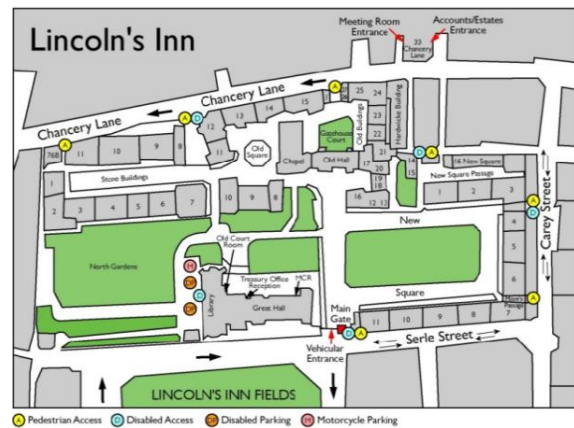 Lincoln's Inn
Meeting Room
Entrance
Accounts/Estates
Entrance
33
Chancery
Lane
Chancery Lane
Chancery Lane
76B
11
10
9
8
12
13
14
15
11
25
24
23
22
21
Old Buildings
Hardwicke Building
Gatehouse
Court
Old
Square
Chapel
Old Hall
17
20
19
18
16
12
13
14
15
16 New Square
New Square Passage
1
2
3
4
5
6
7
Carey Street
Stone Buildings
1
2
3
4
5
6
7
10
9
8
New
Square
Old Court
Room
Treasury Office
Reception
MCR
North Gardens
Library
Great Hall
Main
Gate
Vehicular
Entrance
11
10
9
8
Passage
Serle Street
LINCOLN'S INN FIELDS
A Pedestrian Access
D Disabled Access
DP Disabled Parking
M Motorcycle Parking